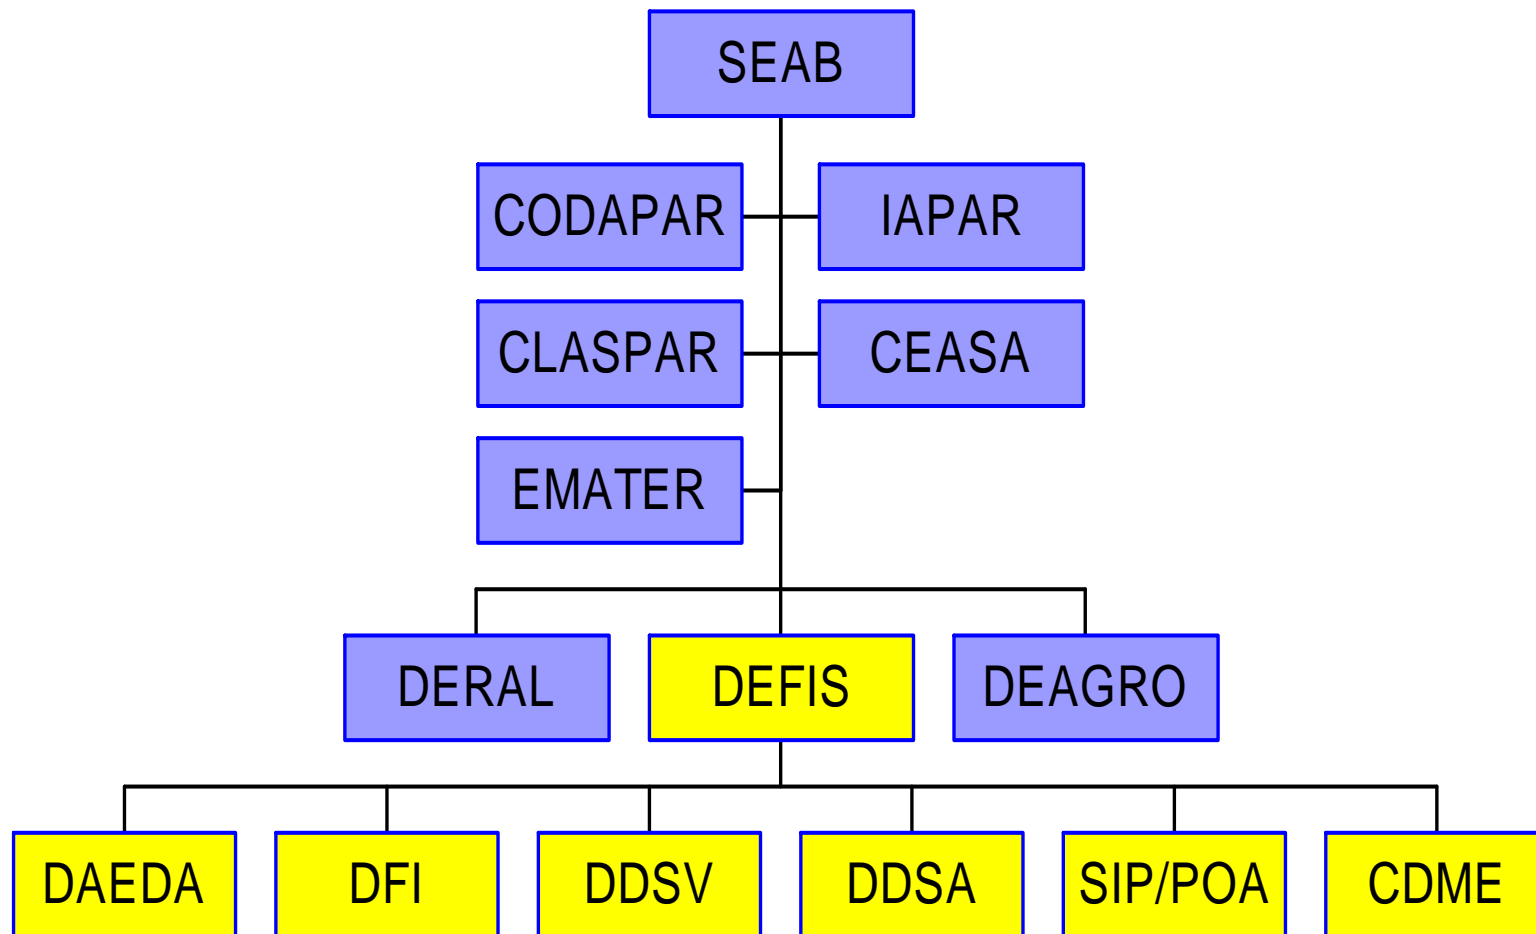 SEAB
CODAPAR
IAPAR
CLASPAR
CEASA
EMATER
DERAL
DEFIS
DEAGRO
DAEDA
DFI
DDSV
DDSA
SIP/POA
CDME